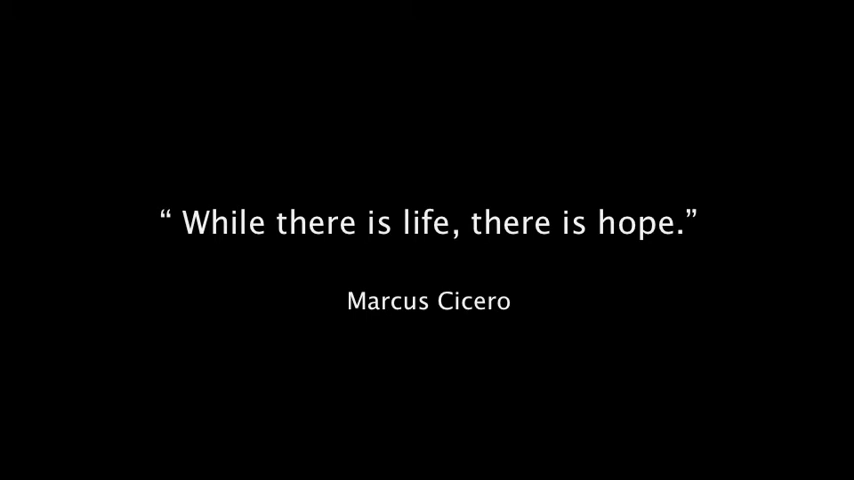 “ While there is life, there is hope.”
Marcus Cicero